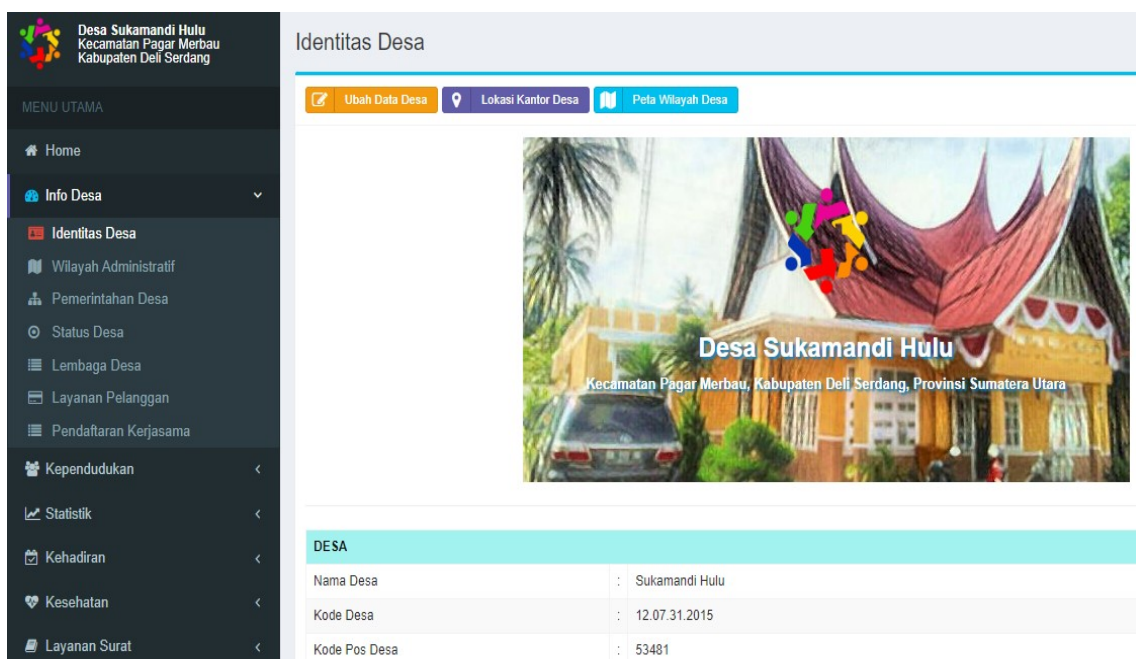 Desa Sukamandi Hulu
Kecamatan Pagar Merbau
Kabupaten Deli Serdang
MENU UTAMA
Home
Info Desa
Identitas Desa
Wilayah Administratif
Pemerintahan Desa
Status Desa
Lembaga Desa
Layanan Pelanggan
Pendaftaran Kerjasama
Kependudukan
Statistik
Kehadiran
Kesehatan
Layanan Surat
Identitas Desa
Ubah Data Desa Lokasi Kantor Desa Peta Wilayah Desa
Desa Sukamandi Hulu
Kecamatan Pagar Merbau, Kabupaten Deli Serdang, Provinsi Sumatera Utara
DESA
Nama Desa : Sukamandi Hulu
Kode Desa : 12.07.31.2015
Kode Pos Desa : 53481